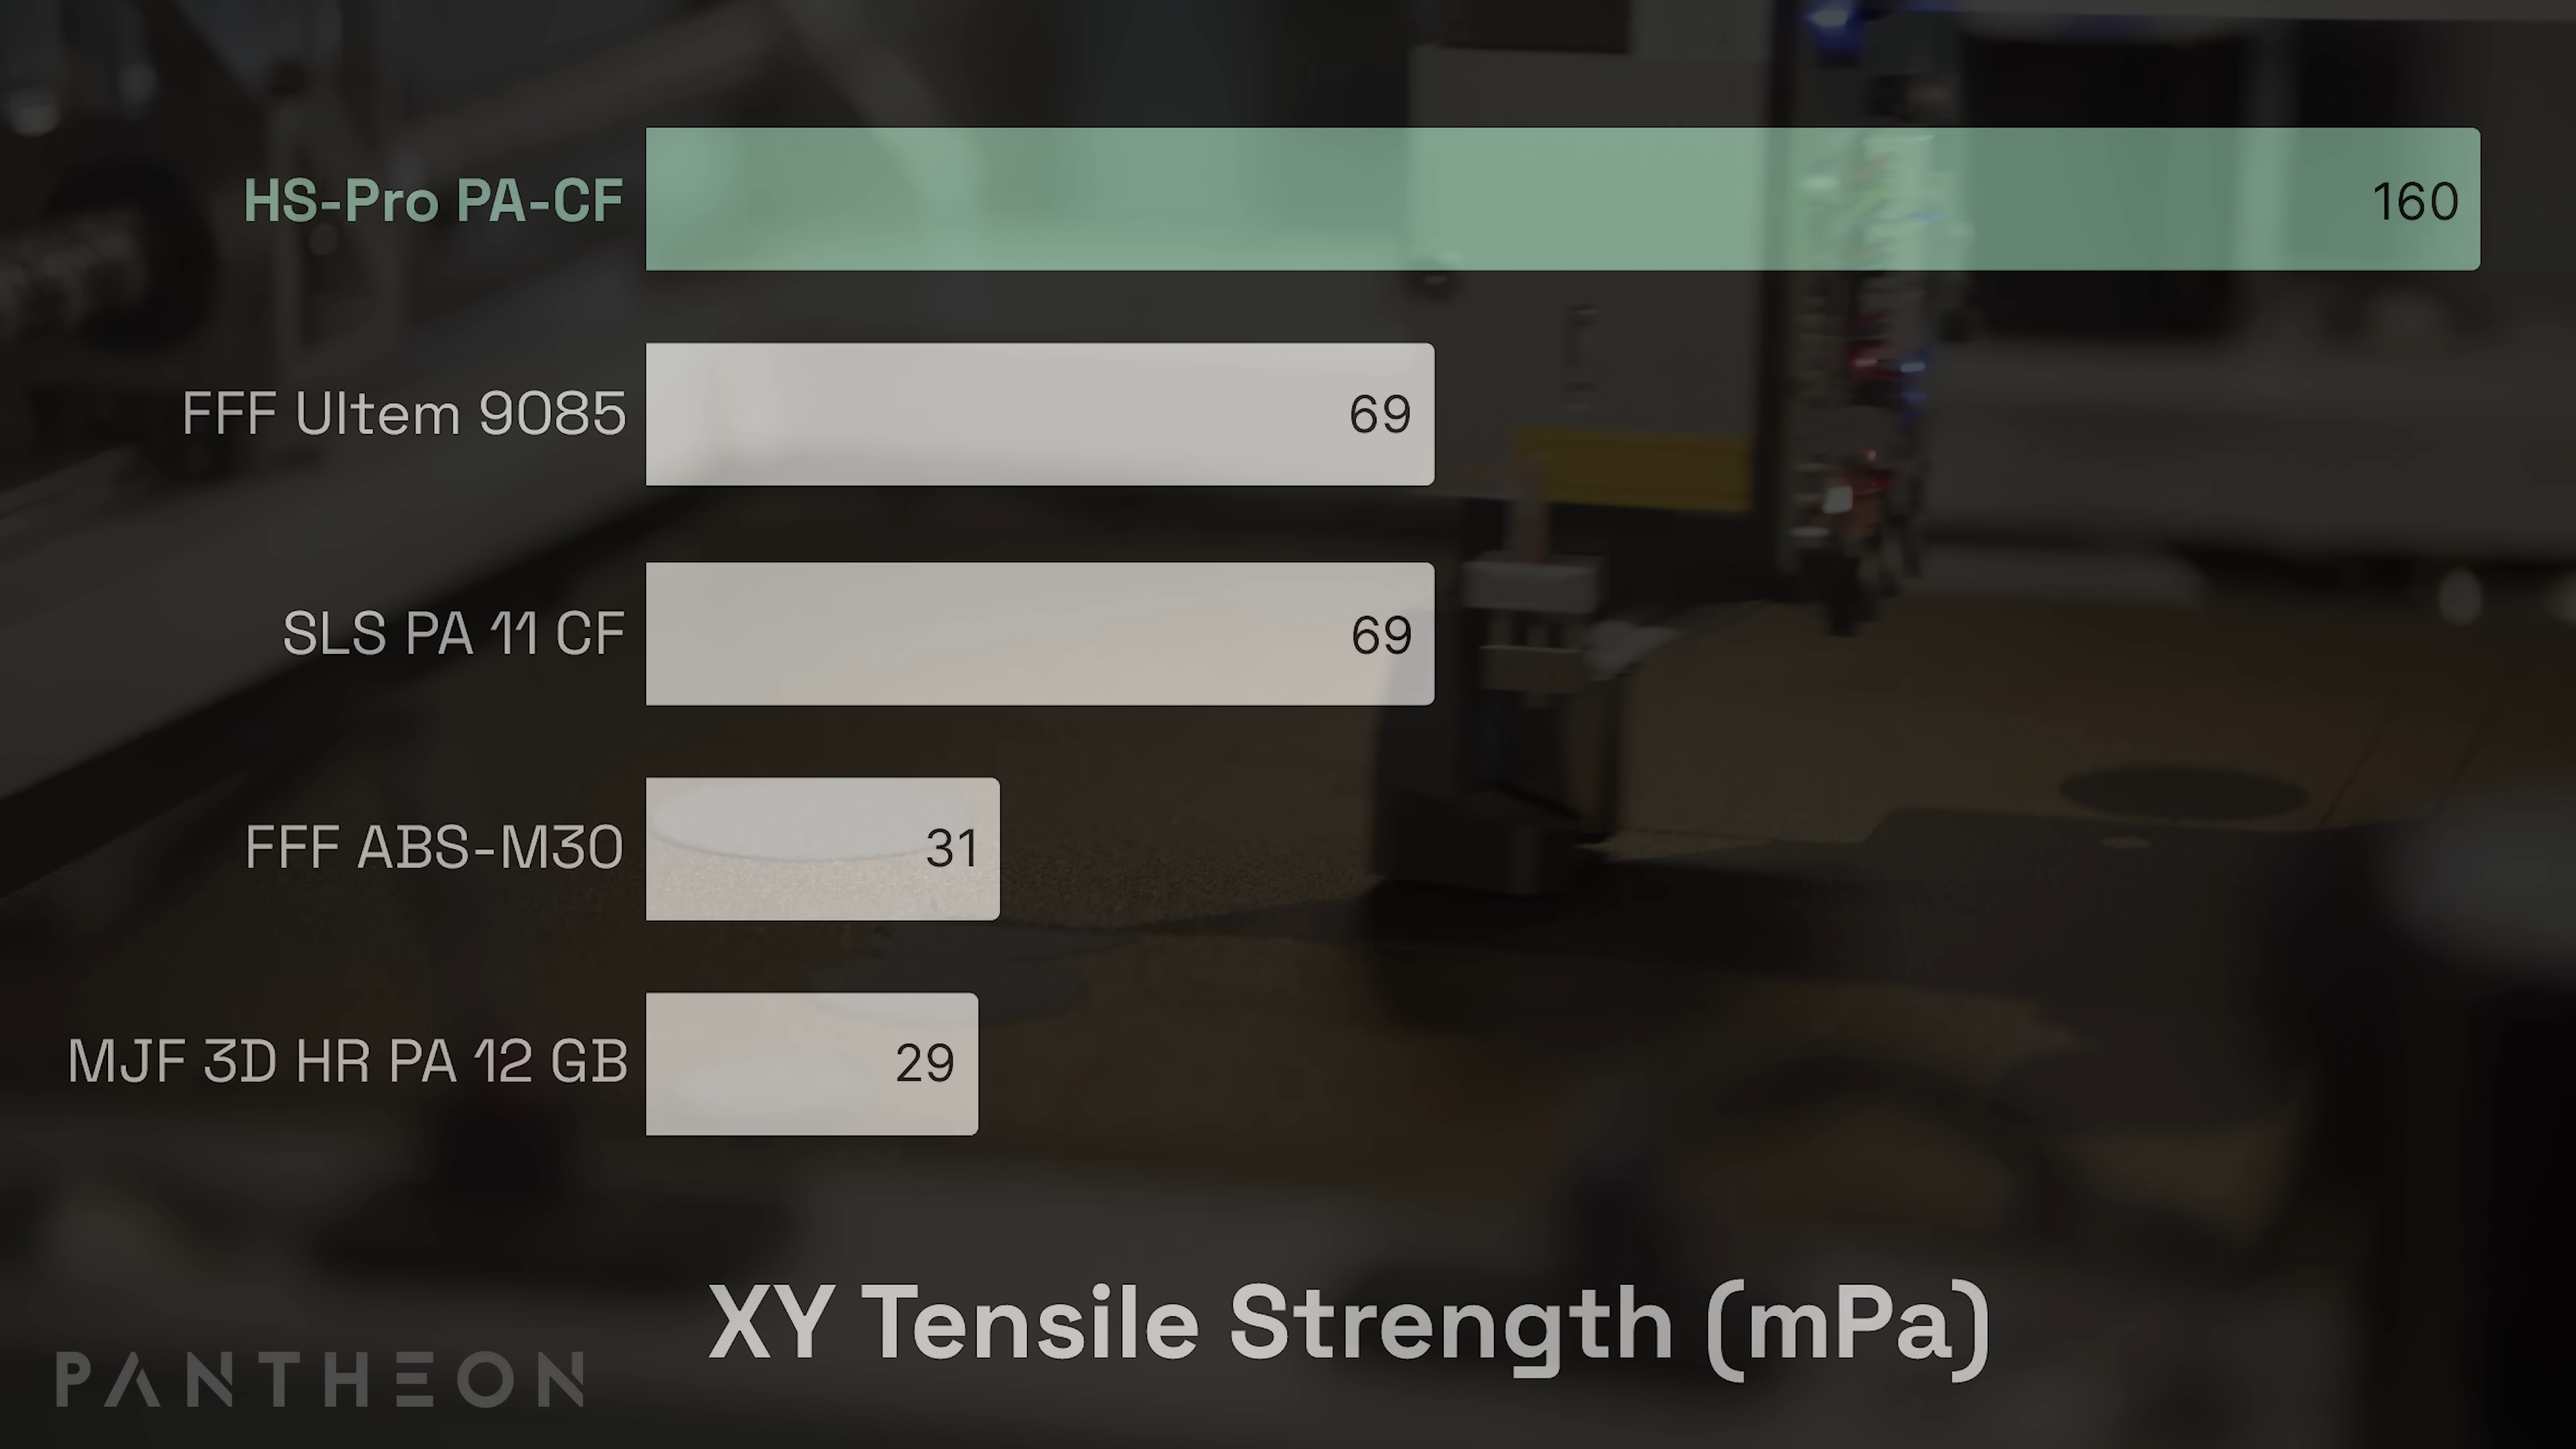 HS-Pro PA-CF 160
FFF Ultem 9085 69
SLS PA 11 CF 69
FFF ABS-M30 31
MJF 3D HR PA 12 GB 29
XY Tensile Strength (mPa)
PANTHEON